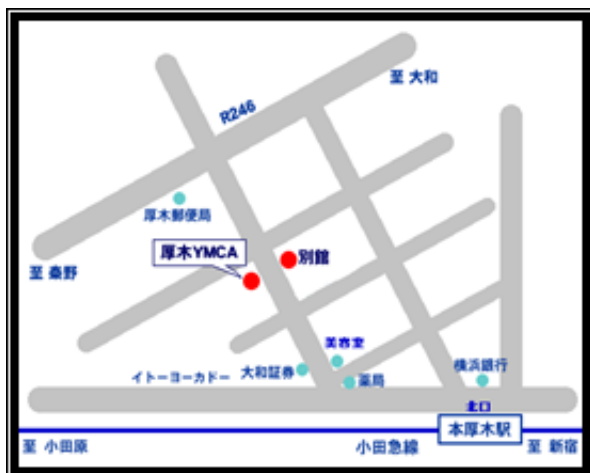 至 大和
R246
厚木郵便局
厚木YMCA
別館
至 秦野
美容室
イトーヨーカドー
大和証券
薬局
横浜銀行
北口
本厚木駅
至 小田原
小田急線
至 新宿